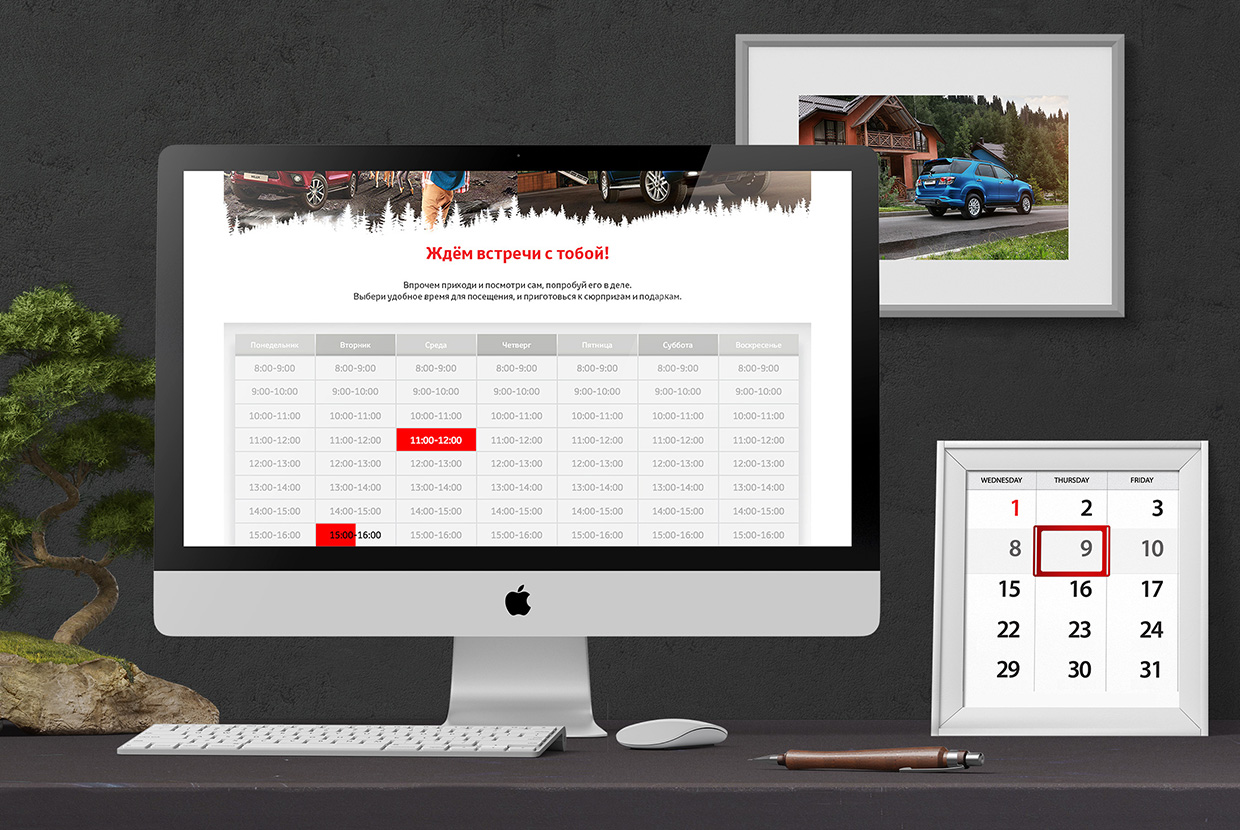 Ждём встречи с тобой!
Впрочем приходи и посмотри сам, попробуй его в деле.
Выбери удобное время для посещения, и приготовься к сюрпризам и подаркам.
Понедельник Вторник Среда Четверг Пятница Суббота Воскресенье
8:00-9:00 8:00-9:00 8:00-9:00 8:00-9:00 8:00-9:00 8:00-9:00 8:00-9:00
9:00-10:00 9:00-10:00 9:00-10:00 9:00-10:00 9:00-10:00 9:00-10:00 9:00-10:00
10:00-11:00 10:00-11:00 10:00-11:00 10:00-11:00 10:00-11:00 10:00-11:00 10:00-11:00
11:00-12:00 11:00-12:00 11:00-12:00 11:00-12:00 11:00-12:00 11:00-12:00 11:00-12:00
12:00-13:00 12:00-13:00 12:00-13:00 12:00-13:00 12:00-13:00 12:00-13:00 12:00-13:00
13:00-14:00 13:00-14:00 13:00-14:00 13:00-14:00 13:00-14:00 13:00-14:00 13:00-14:00
14:00-15:00 14:00-15:00 14:00-15:00 14:00-15:00 14:00-15:00 14:00-15:00 14:00-15:00
15:00-16:00 15:00-16:00 15:00-16:00 15:00-16:00 15:00-16:00 15:00-16:00 15:00-16:00
WEDNESDAY THURSDAY FRIDAY
1 2 3
8 9 10
15 16 17
22 23 24
29 30 31